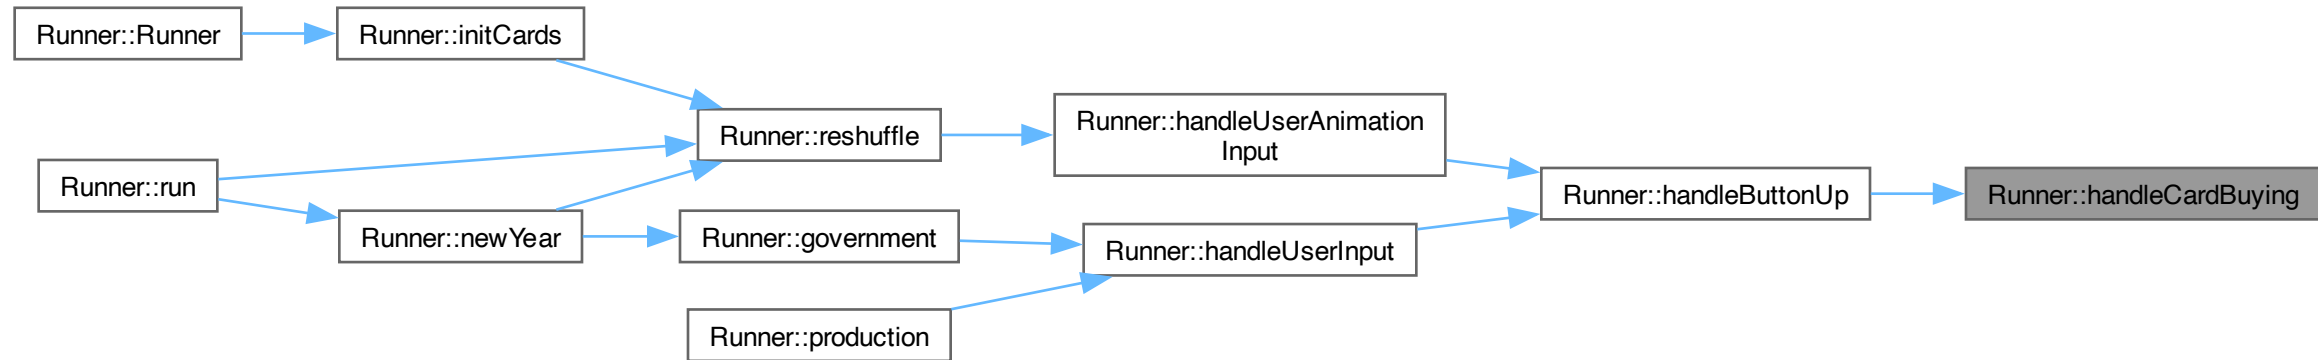 Runner::Runner
Runner::initCards
Runner::reshuffle
Runner::handleUserAnimation
Input
Runner::run
Runner::handleButtonUp
Runner::handleCardBuying
Runner::newYear
Runner::government
Runner::handleUserInput
Runner::production